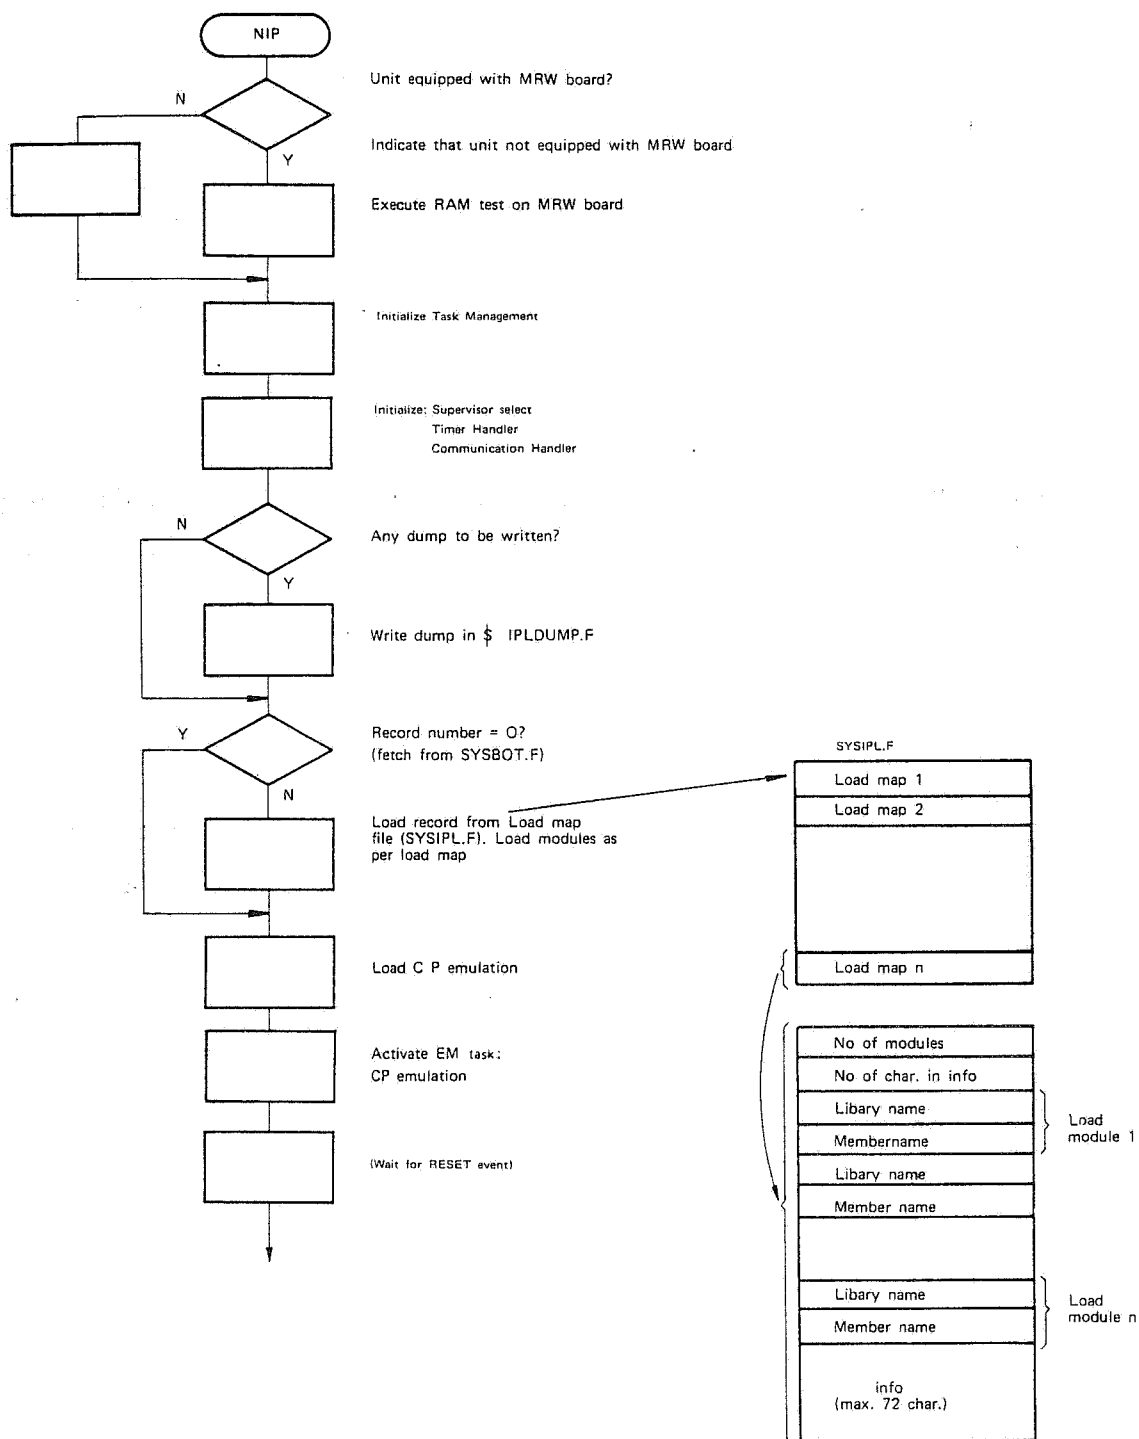 NIP
Unit equipped with MRW board?
N
Indicate that unit not equipped with MRW board
Y
Execute RAM test on MRW board
Initialize Task Management
Initialize: Supervisor select
Timer Handler
Communication Handler
N
Any dump to be written?
Y
Write dump in $ IPLDUMP.F
Y
Record number = O?
(fetch from SYSBOT.F)
N
Load record from Load map
file (SYSIPL.F). Load modules as
per load map
Load C P emulation
Activate EM task:
CP emulation
(Wait for RESET event)
SYSIPL.F
Load map 1
Load map 2
Load map n
No of modules
No of char. in info
Libary name
Membername
Load
module 1
Libary name
Member name
Libary name
Member name
Load
module n
info
(max. 72 char.)